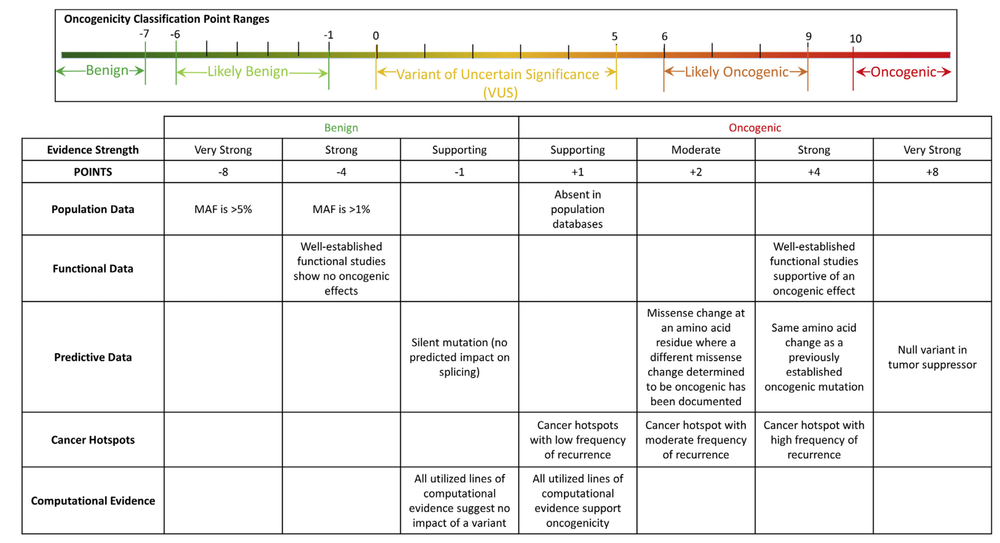 Oncogenicity Classification Point Ranges
-7 -6 -1 0 5 6 9 10
Benign Likely Benign Variant of Uncertain Significance Likely Oncogenic Oncogenic
(VUS)
Benign Oncogenic
Evidence Strength Very Strong Strong Supporting Supporting Moderate Strong Very Strong
POINTS -8 -4 -1 +1 +2 +4 +8
Population Data
MAF is >5%
MAF is >1%
Absent in
population
databases
Functional Data
Well-established
functional studies
show no oncogenic
effects
Well-established
functional studies
supportive of an
oncogenic effect
Predictive Data
Silent mutation (no
predicted impact on
splicing)
Missense change at
an amino acid
residue where a
different missense
change determined
to be oncogenic has
been documented
Same amino acid
change as a
previously
established
oncogenic mutation
Null variant in
tumor suppressor
Cancer Hotspots
Cancer hotspots
with low frequency
of recurrence
Cancer hotspot with
moderate frequency
of recurrence
Cancer hotspot with
high frequency of
recurrence
Computational Evidence
All utilized lines of
computational
evidence suggest no
impact of a variant
All utilized lines of
computational
evidence support
oncogenicity